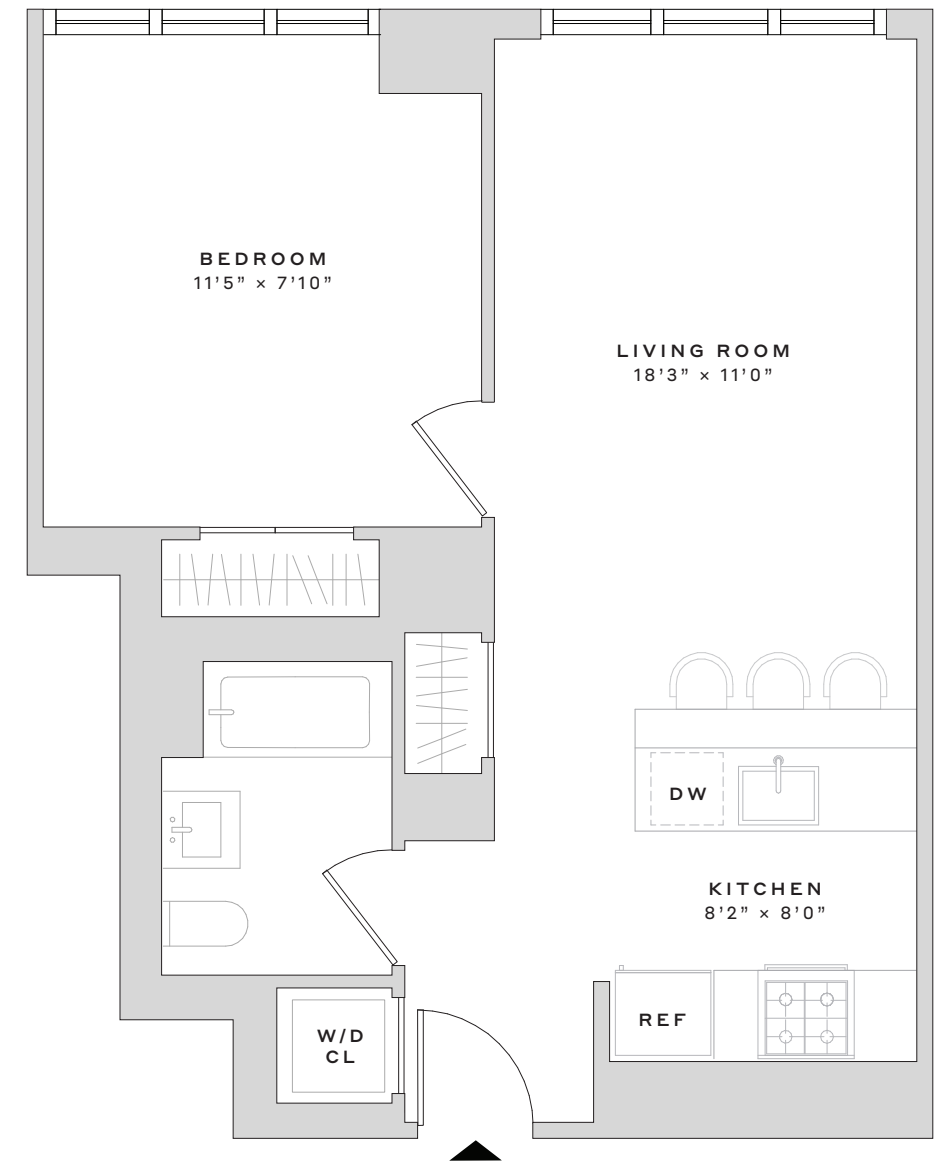 BEDROOM
11’5” × 7’10”
LIVING ROOM
18’3” × 11’0”
DW
KITCHEN
8’2” × 8’0”
REF
W/D
CL